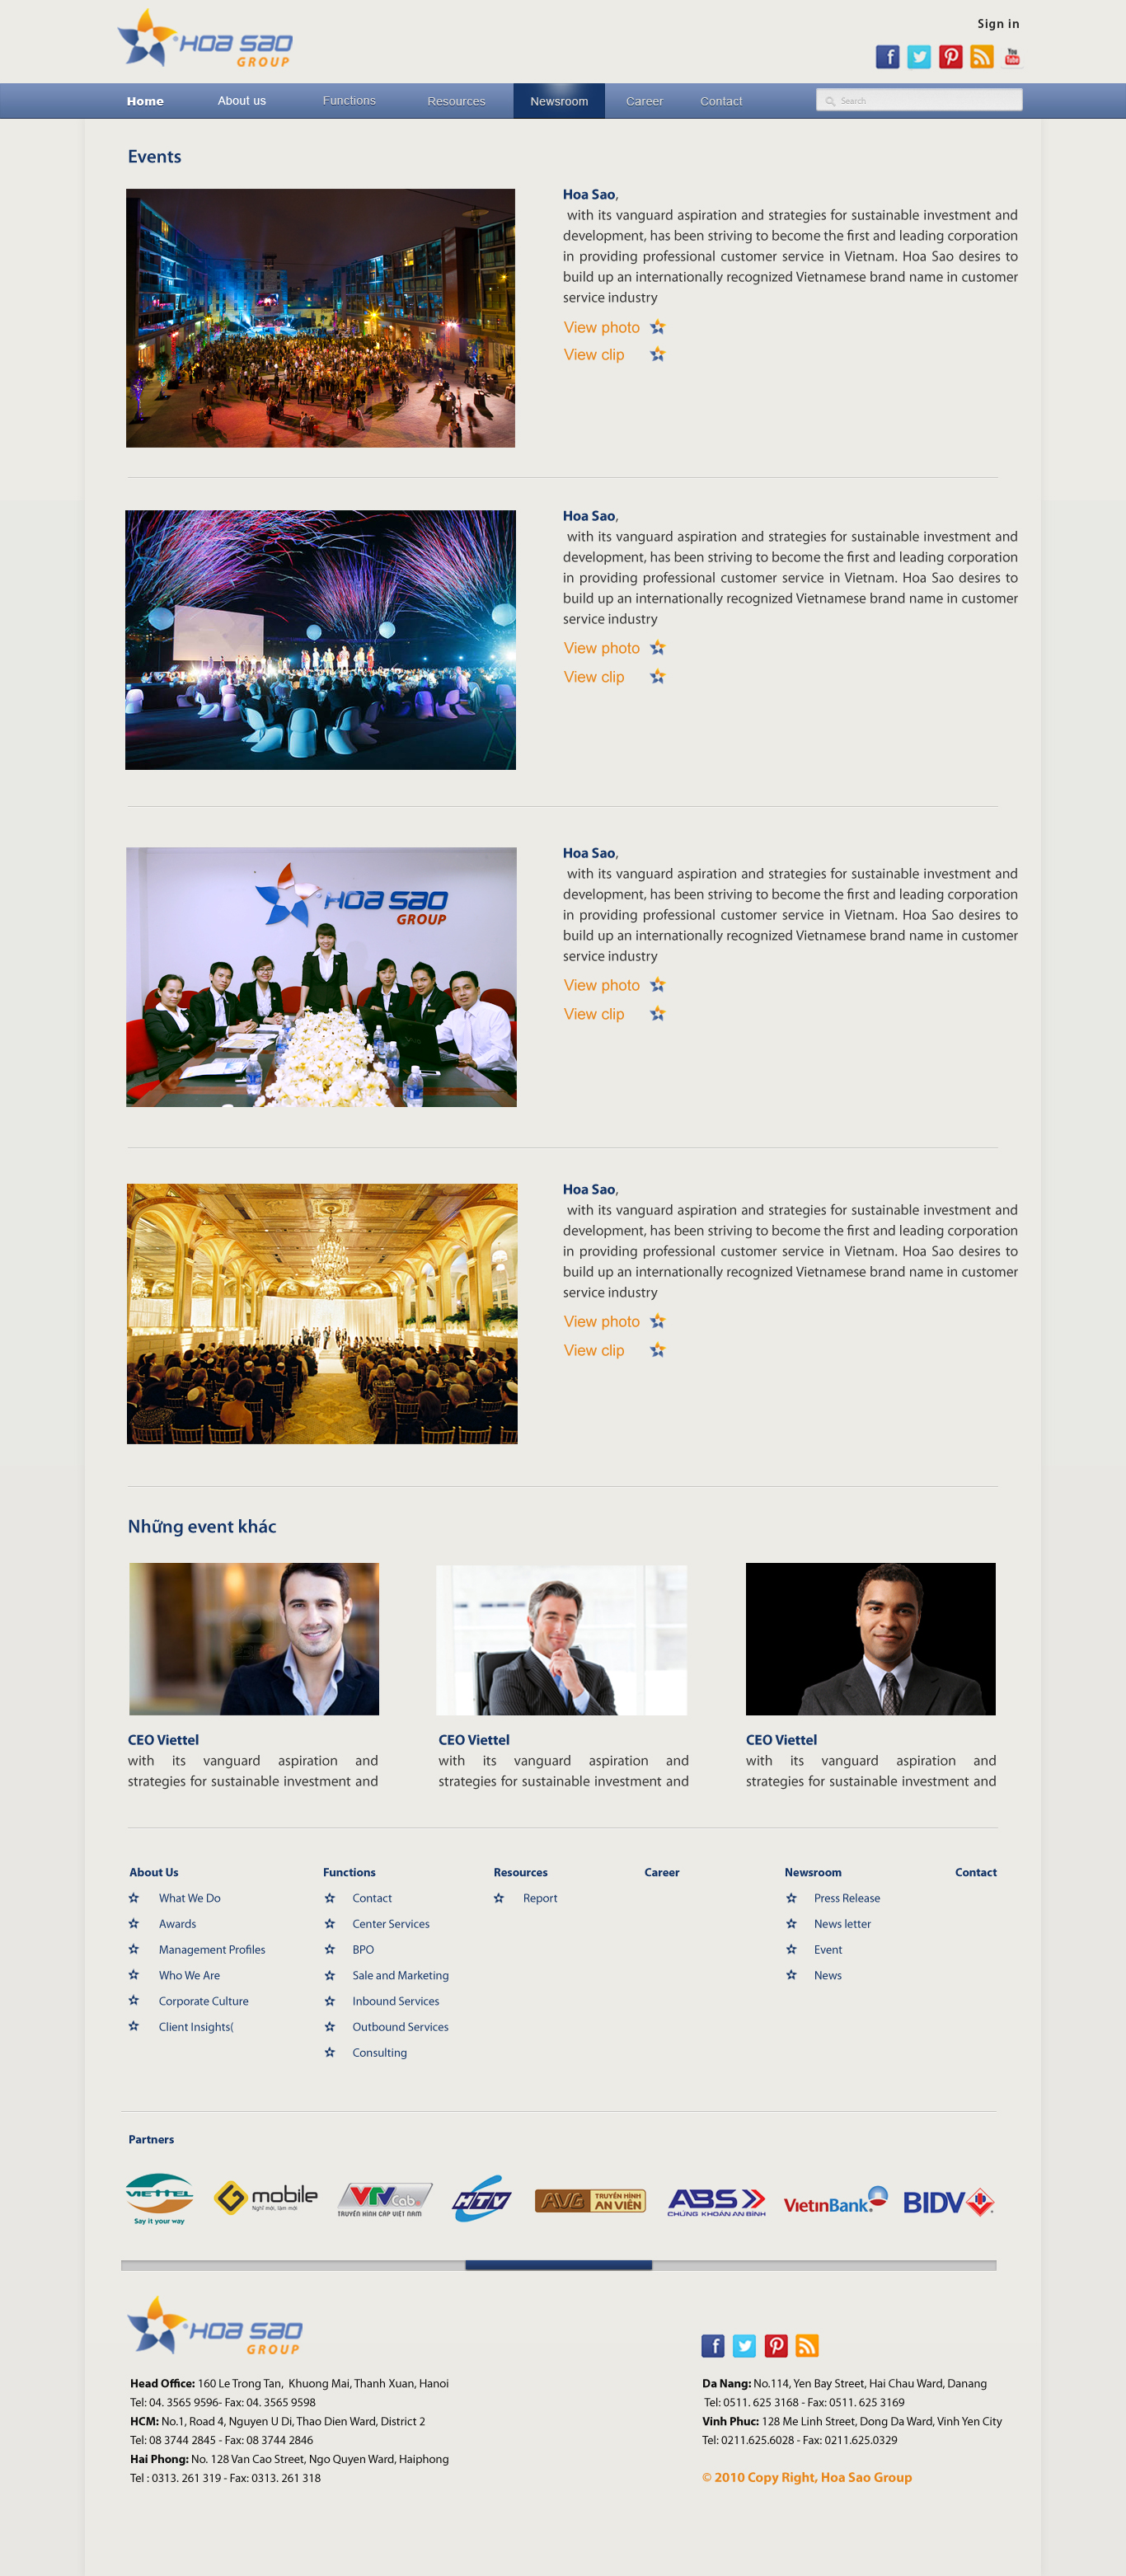 HOA SAO
GROUP
Sign in
Home
About us
Functions
Resources
Newsroom
Career
Contact
Search
Events
Hoa Sao,
with its vanguard aspiration and strategies for sustainable investment and
development, has been striving to become the first and leading corporation
in providing professional customer service in Vietnam. Hoa Sao desires to
build up an internationally recognized Vietnamese brand name in customer
service industry
View photo
View clip
Hoa Sao,
with its vanguard aspiration and strategies for sustainable investment and
development, has been striving to become the first and leading corporation
in providing professional customer service in Vietnam. Hoa Sao desires to
build up an internationally recognized Vietnamese brand name in customer
service industry
View photo
View clip
HOA SAO
GROUP
Hoa Sao,
with its vanguard aspiration and strategies for sustainable investment and
development, has been striving to become the first and leading corporation
in providing professional customer service in Vietnam. Hoa Sao desires to
build up an internationally recognized Vietnamese brand name in customer
service industry
View photo
View clip
Hoa Sao,
with its vanguard aspiration and strategies for sustainable investment and
development, has been striving to become the first and leading corporation
in providing professional customer service in Vietnam. Hoa Sao desires to
build up an internationally recognized Vietnamese brand name in customer
service industry
View photo
View clip
Những event khác
CEO Viettel
with its vanguard aspiration and
strategies for sustainable investment and
CEO Viettel
with its vanguard aspiration and
strategies for sustainable investment and
CEO Viettel
with its vanguard aspiration and
strategies for sustainable investment and
About Us
What We Do
Awards
Management Profiles
Who We Are
Corporate Culture
Client Insights(
Functions
Contact
Center Services
BPO
Sale and Marketing
Inbound Services
Outbound Services
Consulting
Resources
Report
Career
Newsroom
Press Release
News letter
Event
News
Contact
Partners
VIETTEL
Say it your way
mobile
Nghĩ mới, làm mới
VTVCab
TRUYỀN HÌNH CÁP VIỆT NAM
HTV
AVG TRUYỀN HÌNH
AN VIÊN
ABS
CHỨNG KHOÁN AN BÌNH
VietinBank
BIDV
HOA SAO
GROUP
Head Office: 160 Le Trong Tan, Khuong Mai, Thanh Xuan, Hanoi
Tel: 04. 3565 9596- Fax: 04. 3565 9598
HCM: No.1, Road 4, Nguyen U Di, Thao Dien Ward, District 2
Tel: 08 3744 2845 - Fax: 08 3744 2846
Hai Phong: No. 128 Van Cao Street, Ngo Quyen Ward, Haiphong
Tel : 0313. 261 319 - Fax: 0313. 261 318
Da Nang: No.114, Yen Bay Street, Hai Chau Ward, Danang
Tel: 0511. 625 3168 - Fax: 0511. 625 3169
Vinh Phuc: 128 Me Linh Street, Dong Da Ward, Vinh Yen City
Tel: 0211.625.6028 - Fax: 0211.625.0329
© 2010 Copy Right, Hoa Sao Group